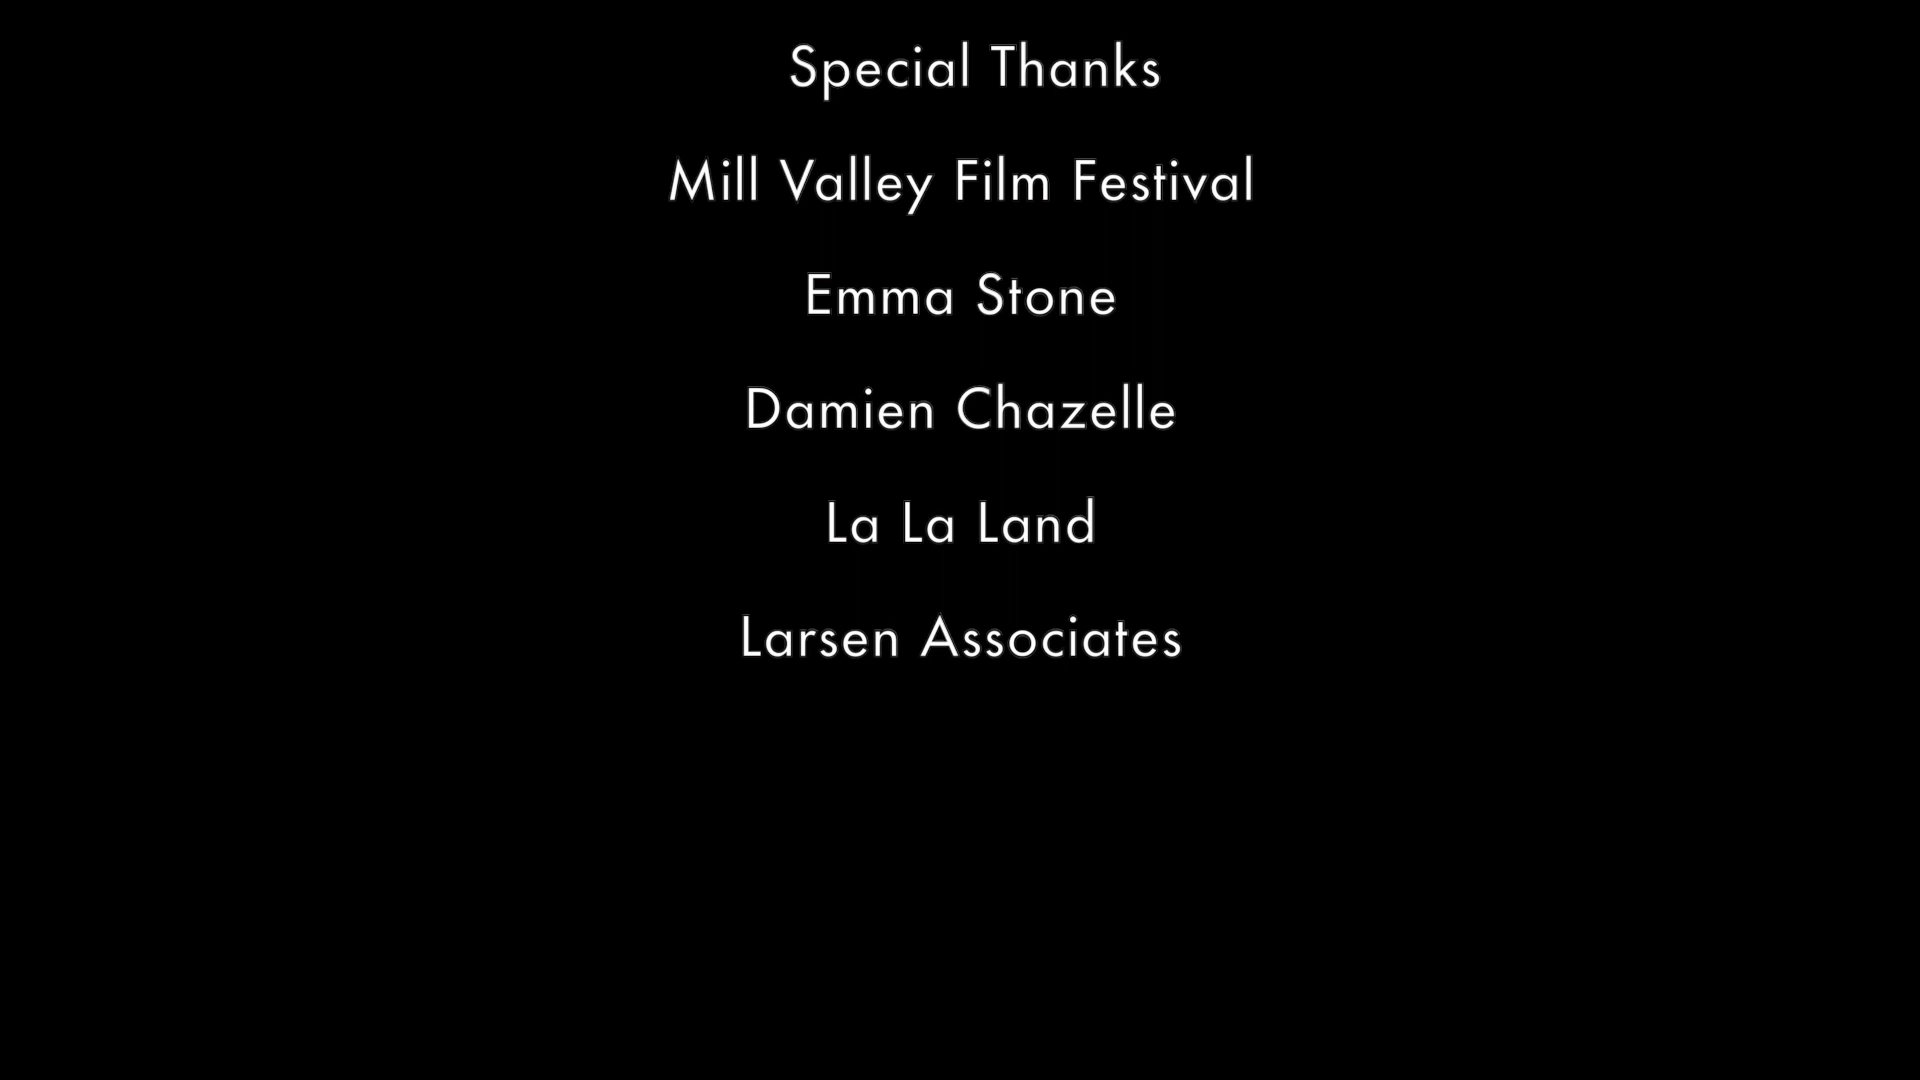 Special Thanks
Mill Valley Film Festival
Emma Stone
Damien Chazelle
La La Land
Larsen Associates